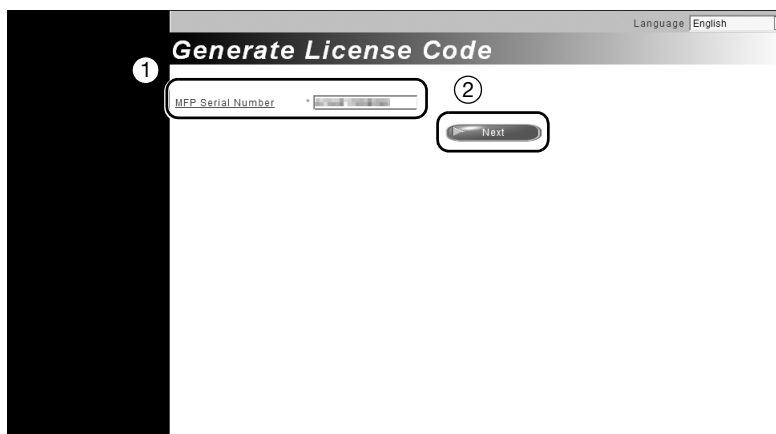 Language English
Generate License Code
①
②
MFP Serial Number *
Next